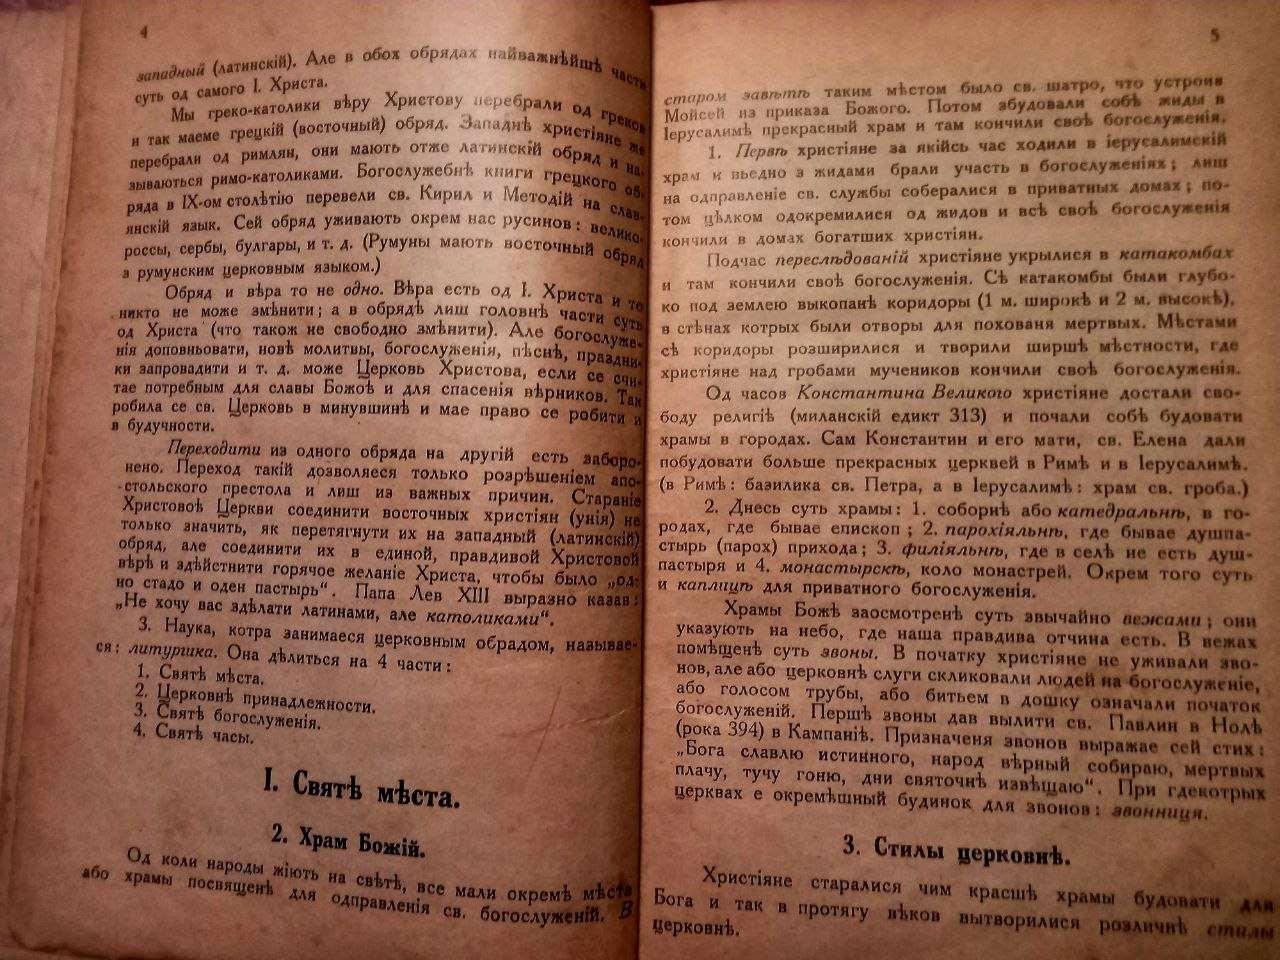 4
западный (латинскій). Але в обох обрядах найважнѣйшѣ части
суть од самого І. Христа.
Мы греко-католики вѣру Христову перебрали од греков
и так маеме грецкій (восточный) обряд. Западнѣ христіяне же
перебрали од римлян, они мають отже латинскій обряд и на-
зываються римо-католиками. Богослужебнѣ книги грецкого об-
ряда в IX-ом столѣтію перевели св. Кирил и Методій на слав-
янскій язык. Сей обряд уживають окрем нас русинов: велико-
россы, сербы, булгары, и т. д. (Румуны мають восточный обряд
з румунским церковным языком.)
Обряд и вѣра то не одно. Вѣра есть од І. Христа и то
никто не може змѣнити; а в обрядѣ лиш головнѣ части суть
од Христа (что також не свободно змѣнити). Але богослуже-
нія доповньовати, новѣ молитвы, богослуженія, пѣснѣ, праздни-
ки запровадити и т. д. може Церковь Христова, если се счи-
тае потребным для славы Божоѣ и для спасенія вѣрников. Так
робила се св. Церковь в минувшинѣ и мае право се робити и
в будучности.
Переходити из одного обряда на другій есть заборо-
нено. Переход такій дозволяеся только розрѣшеніем апо-
стольского престола и лиш из важных причин. Стараніе
Христовоѣ Церкви соединити восточных христіян (унія) не
только значить, як перетягнути их на западный (латинскій)
обряд, але соединити их в единой, правдивой Христовой
вѣрѣ и здѣйстнити горячое желаніе Христа, чтобы было „од-
но стадо и оден пастырь“. Папа Лев XIII выразно казав:
„Не хочу вас здѣлати латинами, але католиками“.
3. Наука, котра занимаеся церковным обрадом, называе-
ся: литуршка. Она дѣлиться на 4 части:
1. Святѣ мѣста.
2. Церковнѣ принадлежности.
3. Святѣ богослуженія.
4. Святѣ часы.
І. Святѣ мѣста.
2. Храм Божій.
Од коли народы жіють на свѣтѣ, все мали окремѣ мѣста
або храмы посвященѣ для одправленія св. богослуженій. В
5
старом завѣтѣ таким мѣстом было св. шатро, что устроив
Мойсей из приказа Божого. Потом збудовали собѣ жиды в
Іерусалимѣ прекрасный храм и там кончили своѣ богослуженія.
1. Первѣ христіяне за якійсь час ходили в іерусалимскій
храм и вьедно з жидами брали участь в богослуженіях; лиш
на одправленіе св. службы собералися в приватных домах; по-
том цѣлком одокремилися од жидов и всѣ своѣ богослуженія
кончили в домах богатших христіян.
Подчас переслѣдованій христіяне укрылися в катакомбах
и там кончили своѣ богослуженія. Сѣ катакомбы были глубо-
ко под землею выкопанѣ коридоры (1 м. широкѣ и 2 м. высокѣ),
в стѣнах котрых были отворы для похованя мертвых. Мѣстами
сѣ коридоры розширилися и творили ширшѣ мѣстности, где
христіяне над гробами мучеников кончили своѣ богослуженія.
Од часов Константина Великого христіяне достали сво-
боду религіѣ (миланскій едикт 313) и почали собѣ будовати
храмы в городах. Сам Константин и его мати, св. Елена дали
побудовати больше прекрасных церквей в Римѣ и в Іерусалимѣ.
(в Римѣ: базилика св. Петра, а в Іерусалимѣ: храм св. гроба.)
2. Днесь суть храмы: 1. соборнѣ або катедральнѣ, в го-
родах, где бывае епископ; 2. парохіяльнѣ, где бывае душпа-
стырь (парох) прихода; 3. филіяльнѣ, где в селѣ не есть душ-
пастыря и 4. монастырскѣ, коло монастрей. Окрем того суть
и каплицѣ для приватного богослуженія.
Храмы Божѣ заосмотренѣ суть звычайно вежами; они
указують на небо, где наша правдива отчина есть. В вежах
помѣщенѣ суть звоны. В початку христіяне не уживали зво-
нов, але або церковнѣ слуги скликовали людей на богослуженіе,
або голосом трубы, або битьем в дошку означали початок
богослуженій. Першѣ звоны дав вылити св. Павлин в Нолѣ
(рока 394) в Кампаніѣ. Призначеня звонов выражае сей стих:
„Бога славлю истинного, народ вѣрный собираю, мертвых
плачу, тучу гоню, дни святочнѣ извѣщаю“. При гдекотрых
церквах е окремѣшный будинок для звонов: звонниця.
3. Стилы церковнѣ.
Христіяне старалися чим красшѣ храмы будовати для
Бога и так в протягу вѣков вытворилися розличнѣ стилы
церковнѣ.